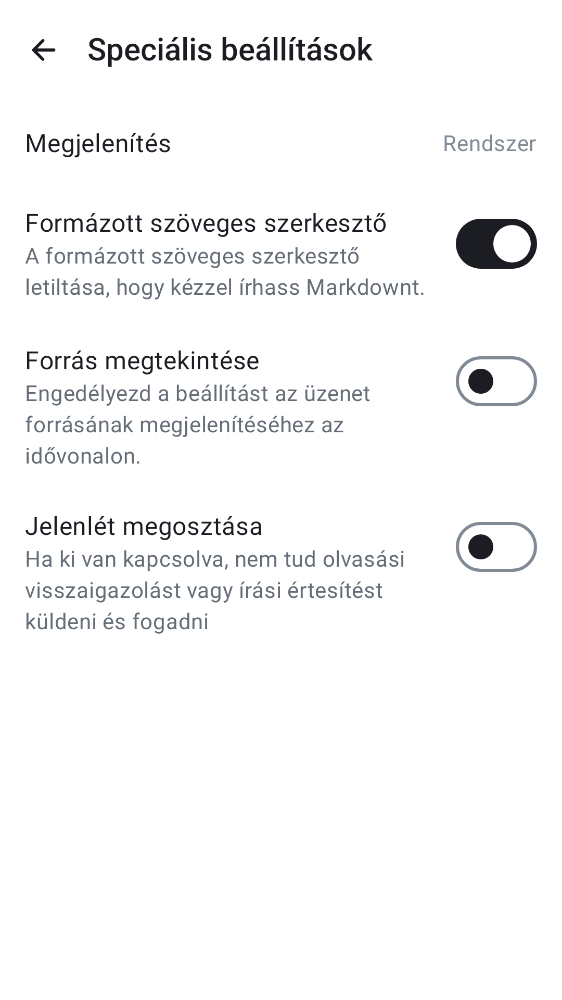 Speciális beállítások
Megjelenítés
Rendszer
Formázott szöveges szerkesztő
A formázott szöveges szerkesztő
letiltása, hogy kézzel írhass Markdownt.
Forrás megtekintése
Engedélyezd a beállítást az üzenet
forrásának megjelenítéséhez az
idővonalon.
Jelenlét megosztása
Ha ki van kapcsolva, nem tud olvasási
visszaigazolást vagy írási értesítést
küldeni és fogadni